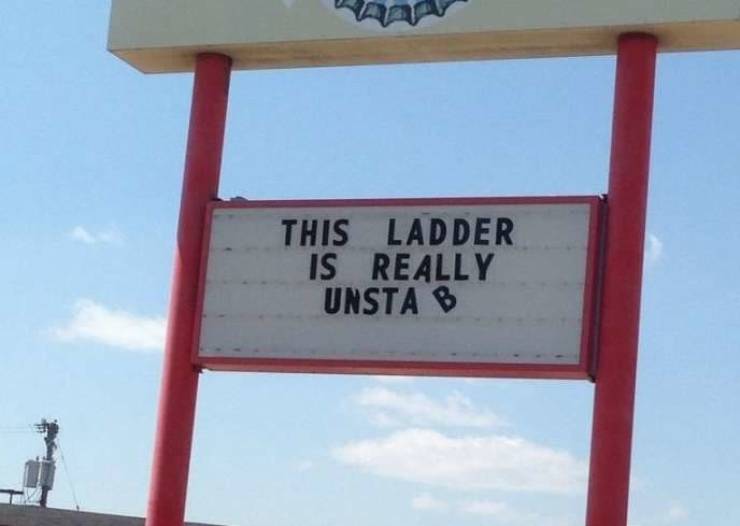 THIS LADDER
IS REALLY
UNSTA B